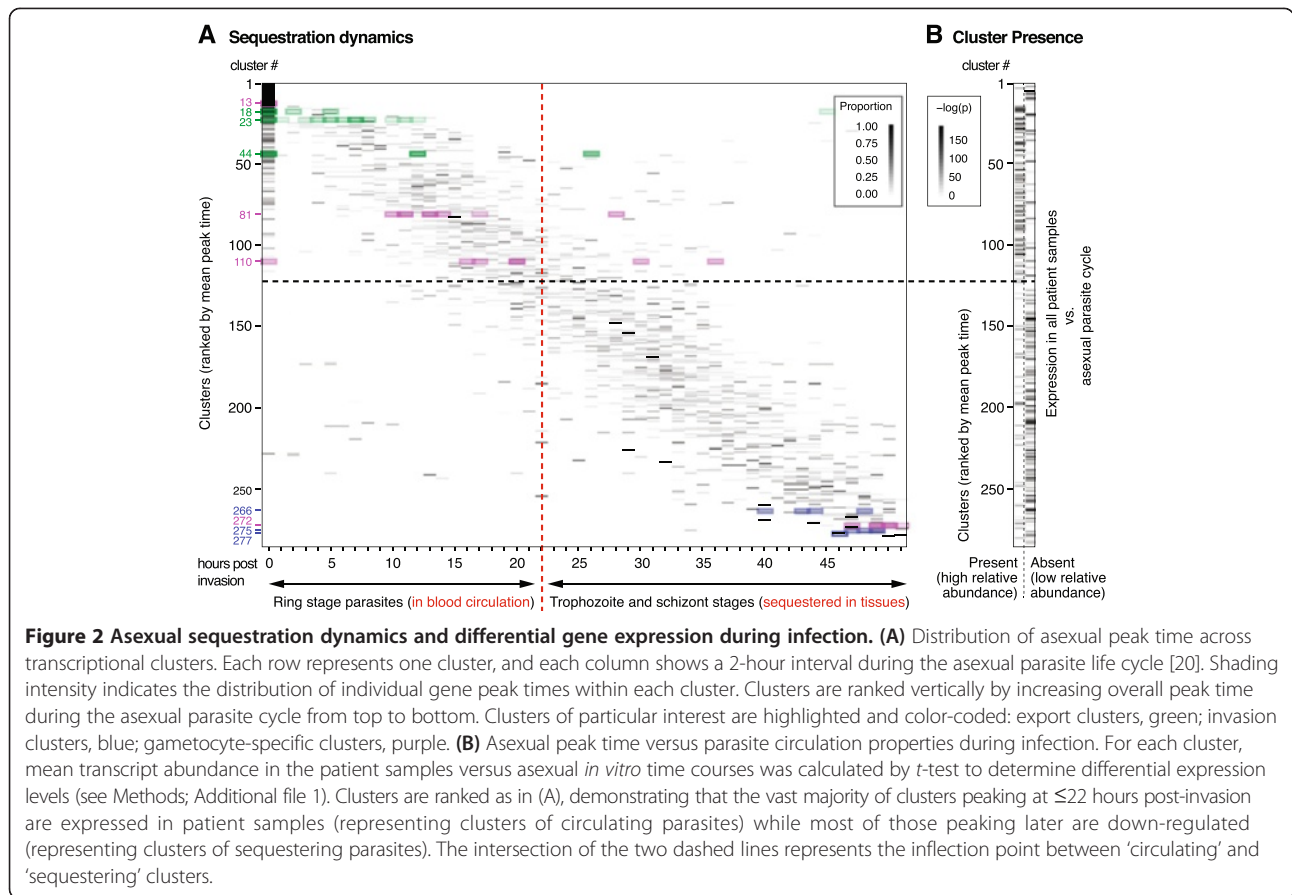 A Sequestration dynamics
cluster #
1
13
18
23
44
50
81
100
110
150
200
250
266
272
275
277
Clusters (ranked by mean peak time)
Proportion
1.00
0.75
0.50
0.25
0.00
hours post
invasion
0 5 10 15 20 25 30 35 40 45
Ring stage parasites (in blood circulation)
Trophozoite and schizont stages (sequestered in tissues)
B Cluster Presence
cluster #
−log(p)
150
100
50
0
1
50
100
150
200
250
Clusters (ranked by mean peak time)
Expression in all patient samples
vs.
asexual parasite cycle
Present
(high relative
abundance)
Absent
(low relative
abundance)
Figure 2 Asexual sequestration dynamics and differential gene expression during infection. (A) Distribution of asexual peak time across
transcriptional clusters. Each row represents one cluster, and each column shows a 2-hour interval during the asexual parasite life cycle [20]. Shading
intensity indicates the distribution of individual gene peak times within each cluster. Clusters are ranked vertically by increasing overall peak time
during the asexual parasite cycle from top to bottom. Clusters of particular interest are highlighted and color-coded: export clusters, green; invasion
clusters, blue; gametocyte-specific clusters, purple. (B) Asexual peak time versus parasite circulation properties during infection. For each cluster,
mean transcript abundance in the patient samples versus asexual in vitro time courses was calculated by t-test to determine differential expression
levels (see Methods; Additional file 1). Clusters are ranked as in (A), demonstrating that the vast majority of clusters peaking at ≤22 hours post-invasion
are expressed in patient samples (representing clusters of circulating parasites) while most of those peaking later are down-regulated
(representing clusters of sequestering parasites). The intersection of the two dashed lines represents the inflection point between ‘circulating’ and
‘sequestering’ clusters.